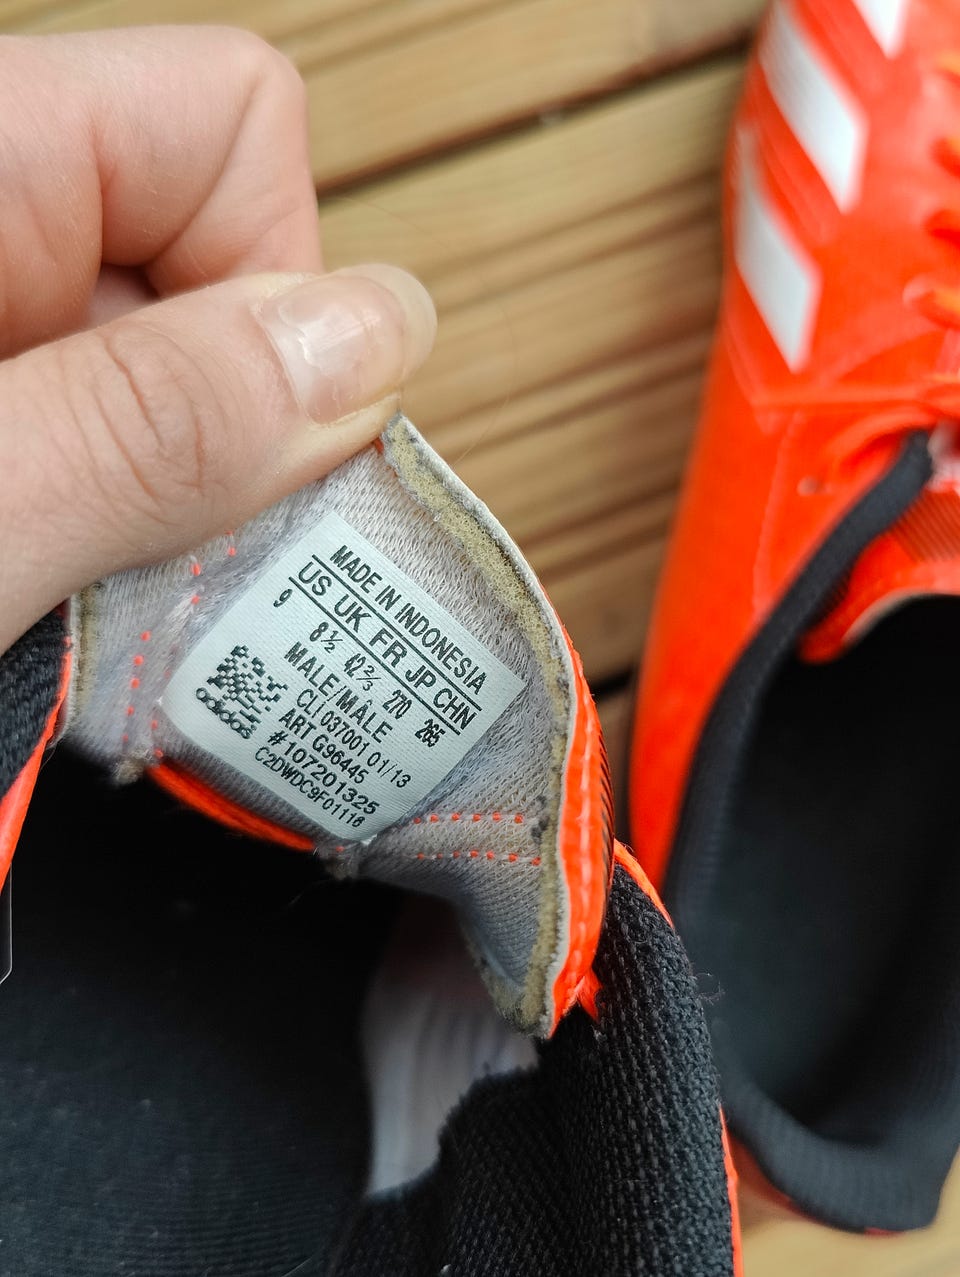 MADE IN INDONESIA
US UK FR JP CHN
9 8½ 42⅔ 270 265
MALE/MÂLE
CLI 037001 01/13
ART G96445
#107201325
C2DWDC9F01116
adidas